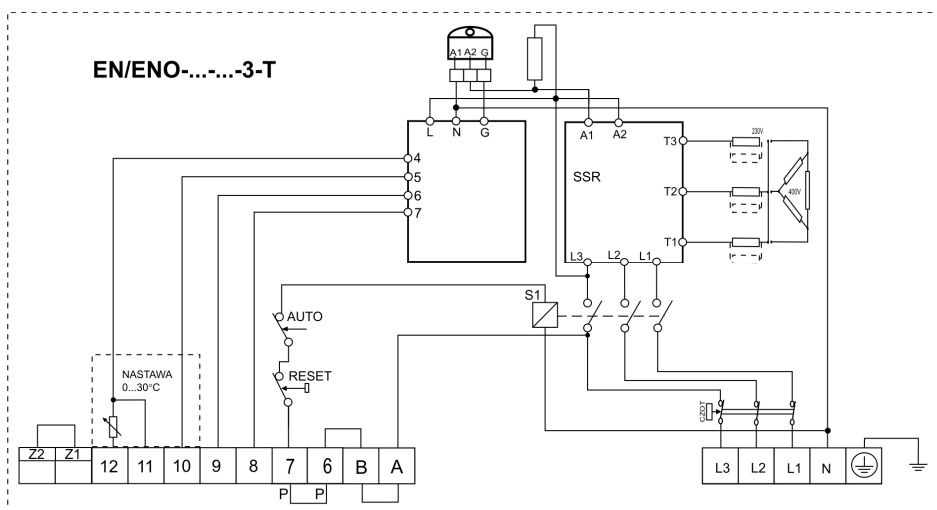 EN/ENO-...-...-3-T
A1 A2 G
L N G
4
5
6
7
A1 A2
SSR
T3
T2
T1
L3 L2 L1
230V
400V
S1
AUTO
RESET
NASTAWA
0...30°C
CZOT
Z2 Z1 12 11 10 9 8 7 6 B A
P P
L3 L2 L1 N